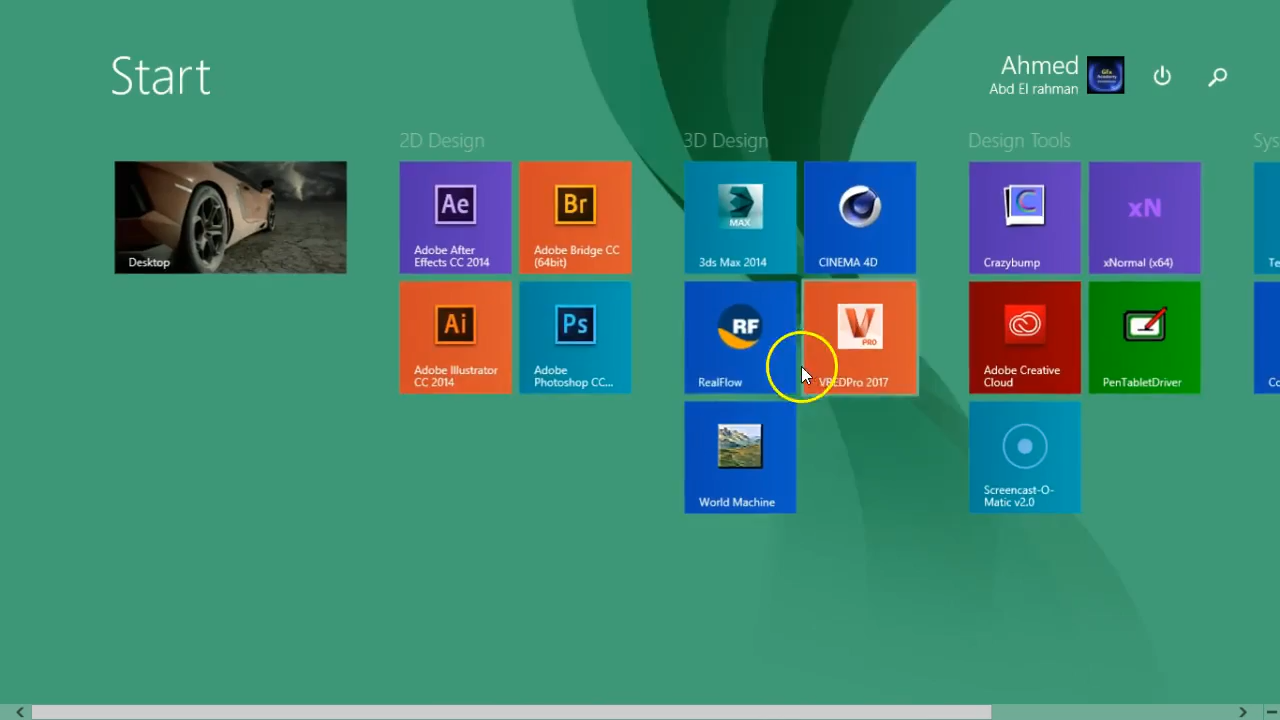 Start
Ahmed
Abd El rahman
2D Design
3D Design
Design Tools
Desktop
Ae
Adobe After
Effects CC 2014
Br
Adobe Bridge CC
(64bit)
Ai
Adobe Illustrator
CC 2014
Ps
Adobe
Photoshop CC...
MAX
3ds Max 2014
CINEMA 4D
RF
RealFlow
V
PRO
VREDPro 2017
World Machine
C
Crazybump
xN
xNormal (x64)
Adobe Creative
Cloud
PenTabletDriver
Screencast-O-
Matic v2.0